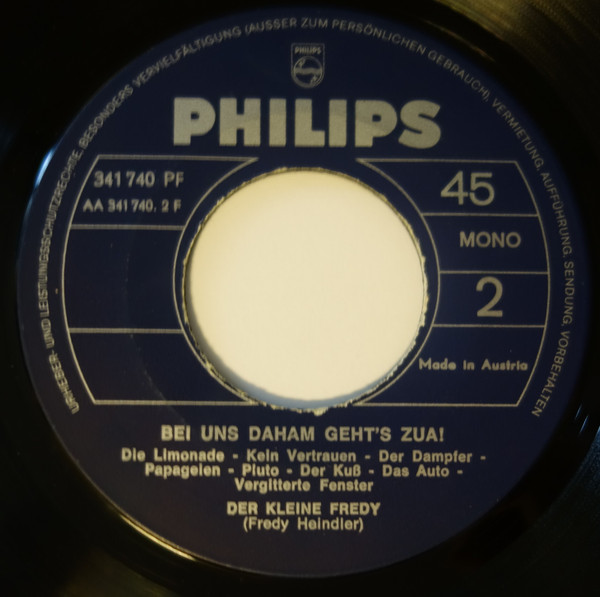 URHEBER- UND LEISTUNGSSCHUTZRECHTE, BESONDERS VERVIELFÄLTIGUNG (AUSSER ZUM PERSÖNLICHEN GEBRAUCH), VERMIETUNG, AUFFÜHRUNG, SENDUNG, VORBEHALTEN
PHILIPS
PHILIPS
341 740 PF
AA 341 740. 2 F
45
MONO
2
Made in Austria
BEI UNS DAHAM GEHT'S ZUA!
Die Limonade - Kein Vertrauen - Der Dampfer -
Papageien - Pluto - Der Kuß - Das Auto -
Vergitterte Fenster
DER KLEINE FREDY
(Fredy Heindler)